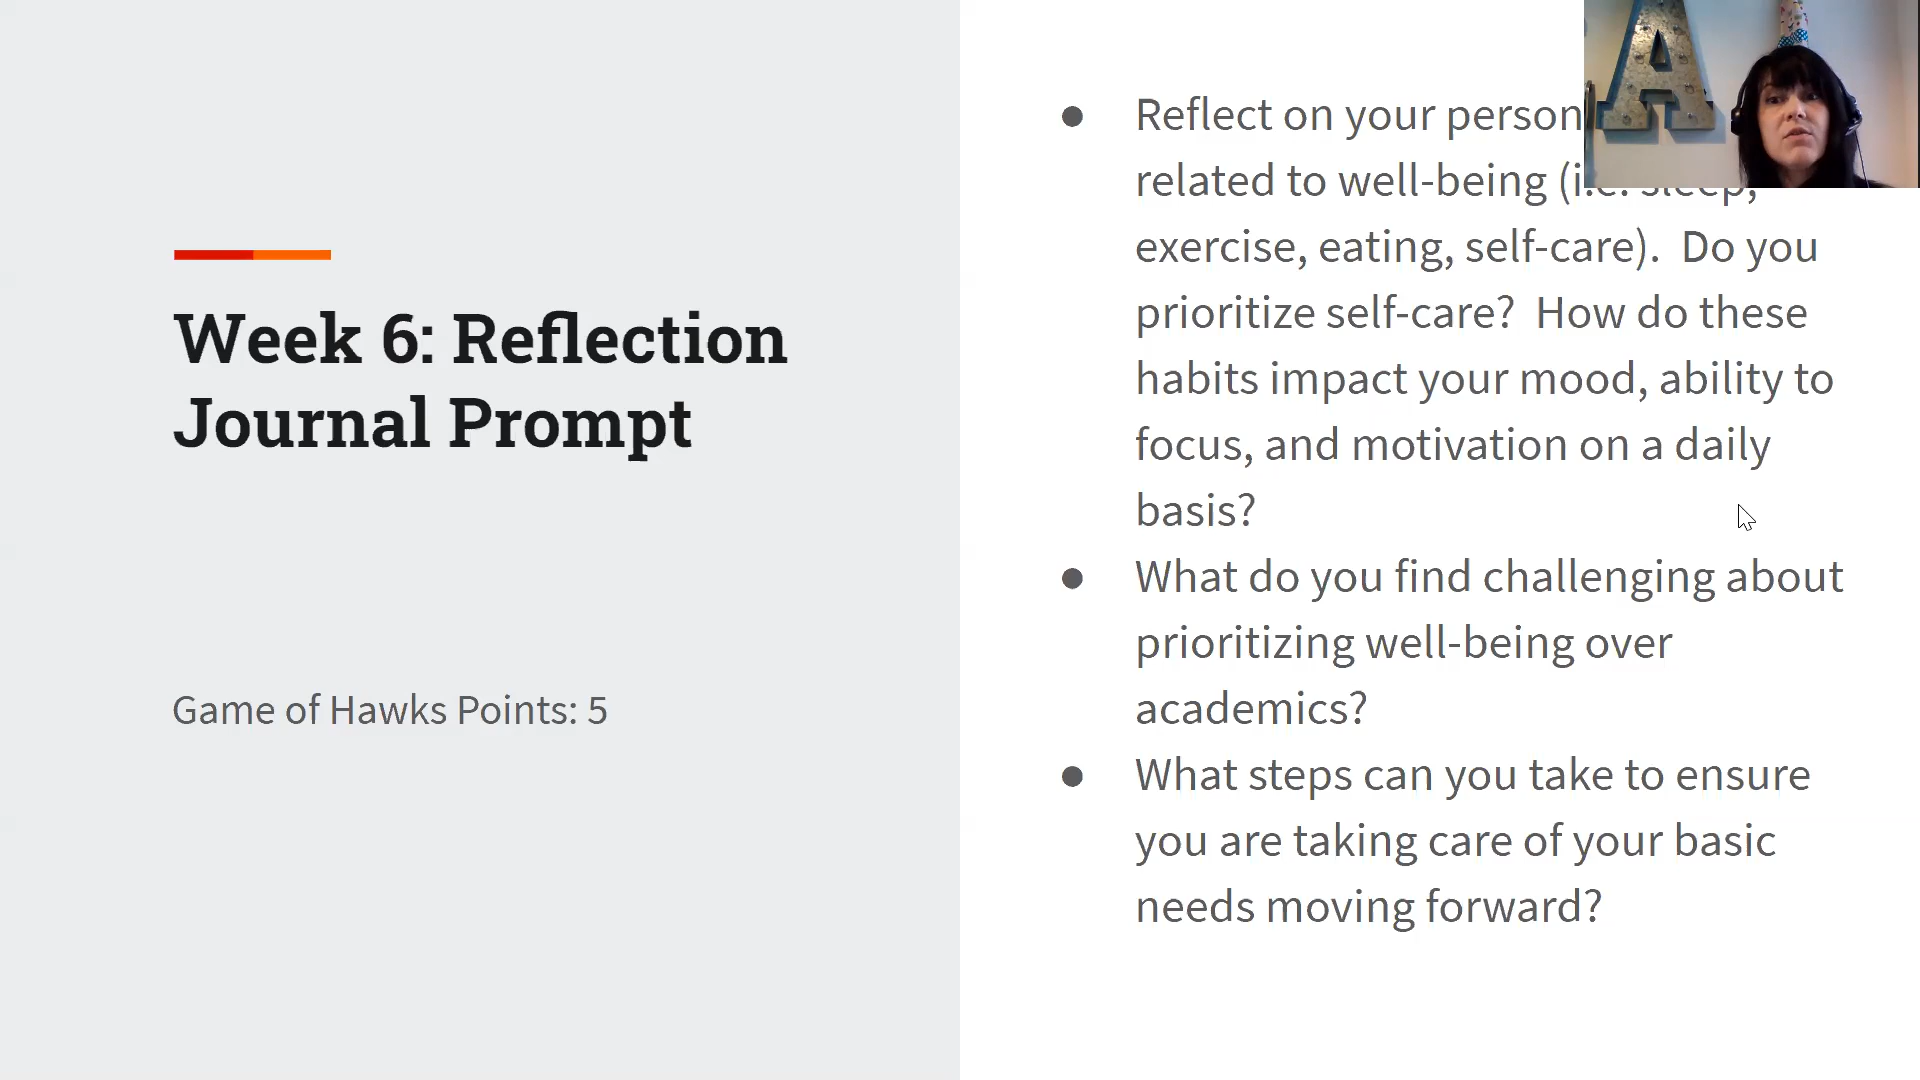 Week 6: Reflection
Journal Prompt
Game of Hawks Points: 5
● Reflect on your person
related to well-being (i.e. sleep,
exercise, eating, self-care).  Do you
prioritize self-care?  How do these
habits impact your mood, ability to
focus, and motivation on a daily
basis?
● What do you find challenging about
prioritizing well-being over
academics?
● What steps can you take to ensure
you are taking care of your basic
needs moving forward?
A